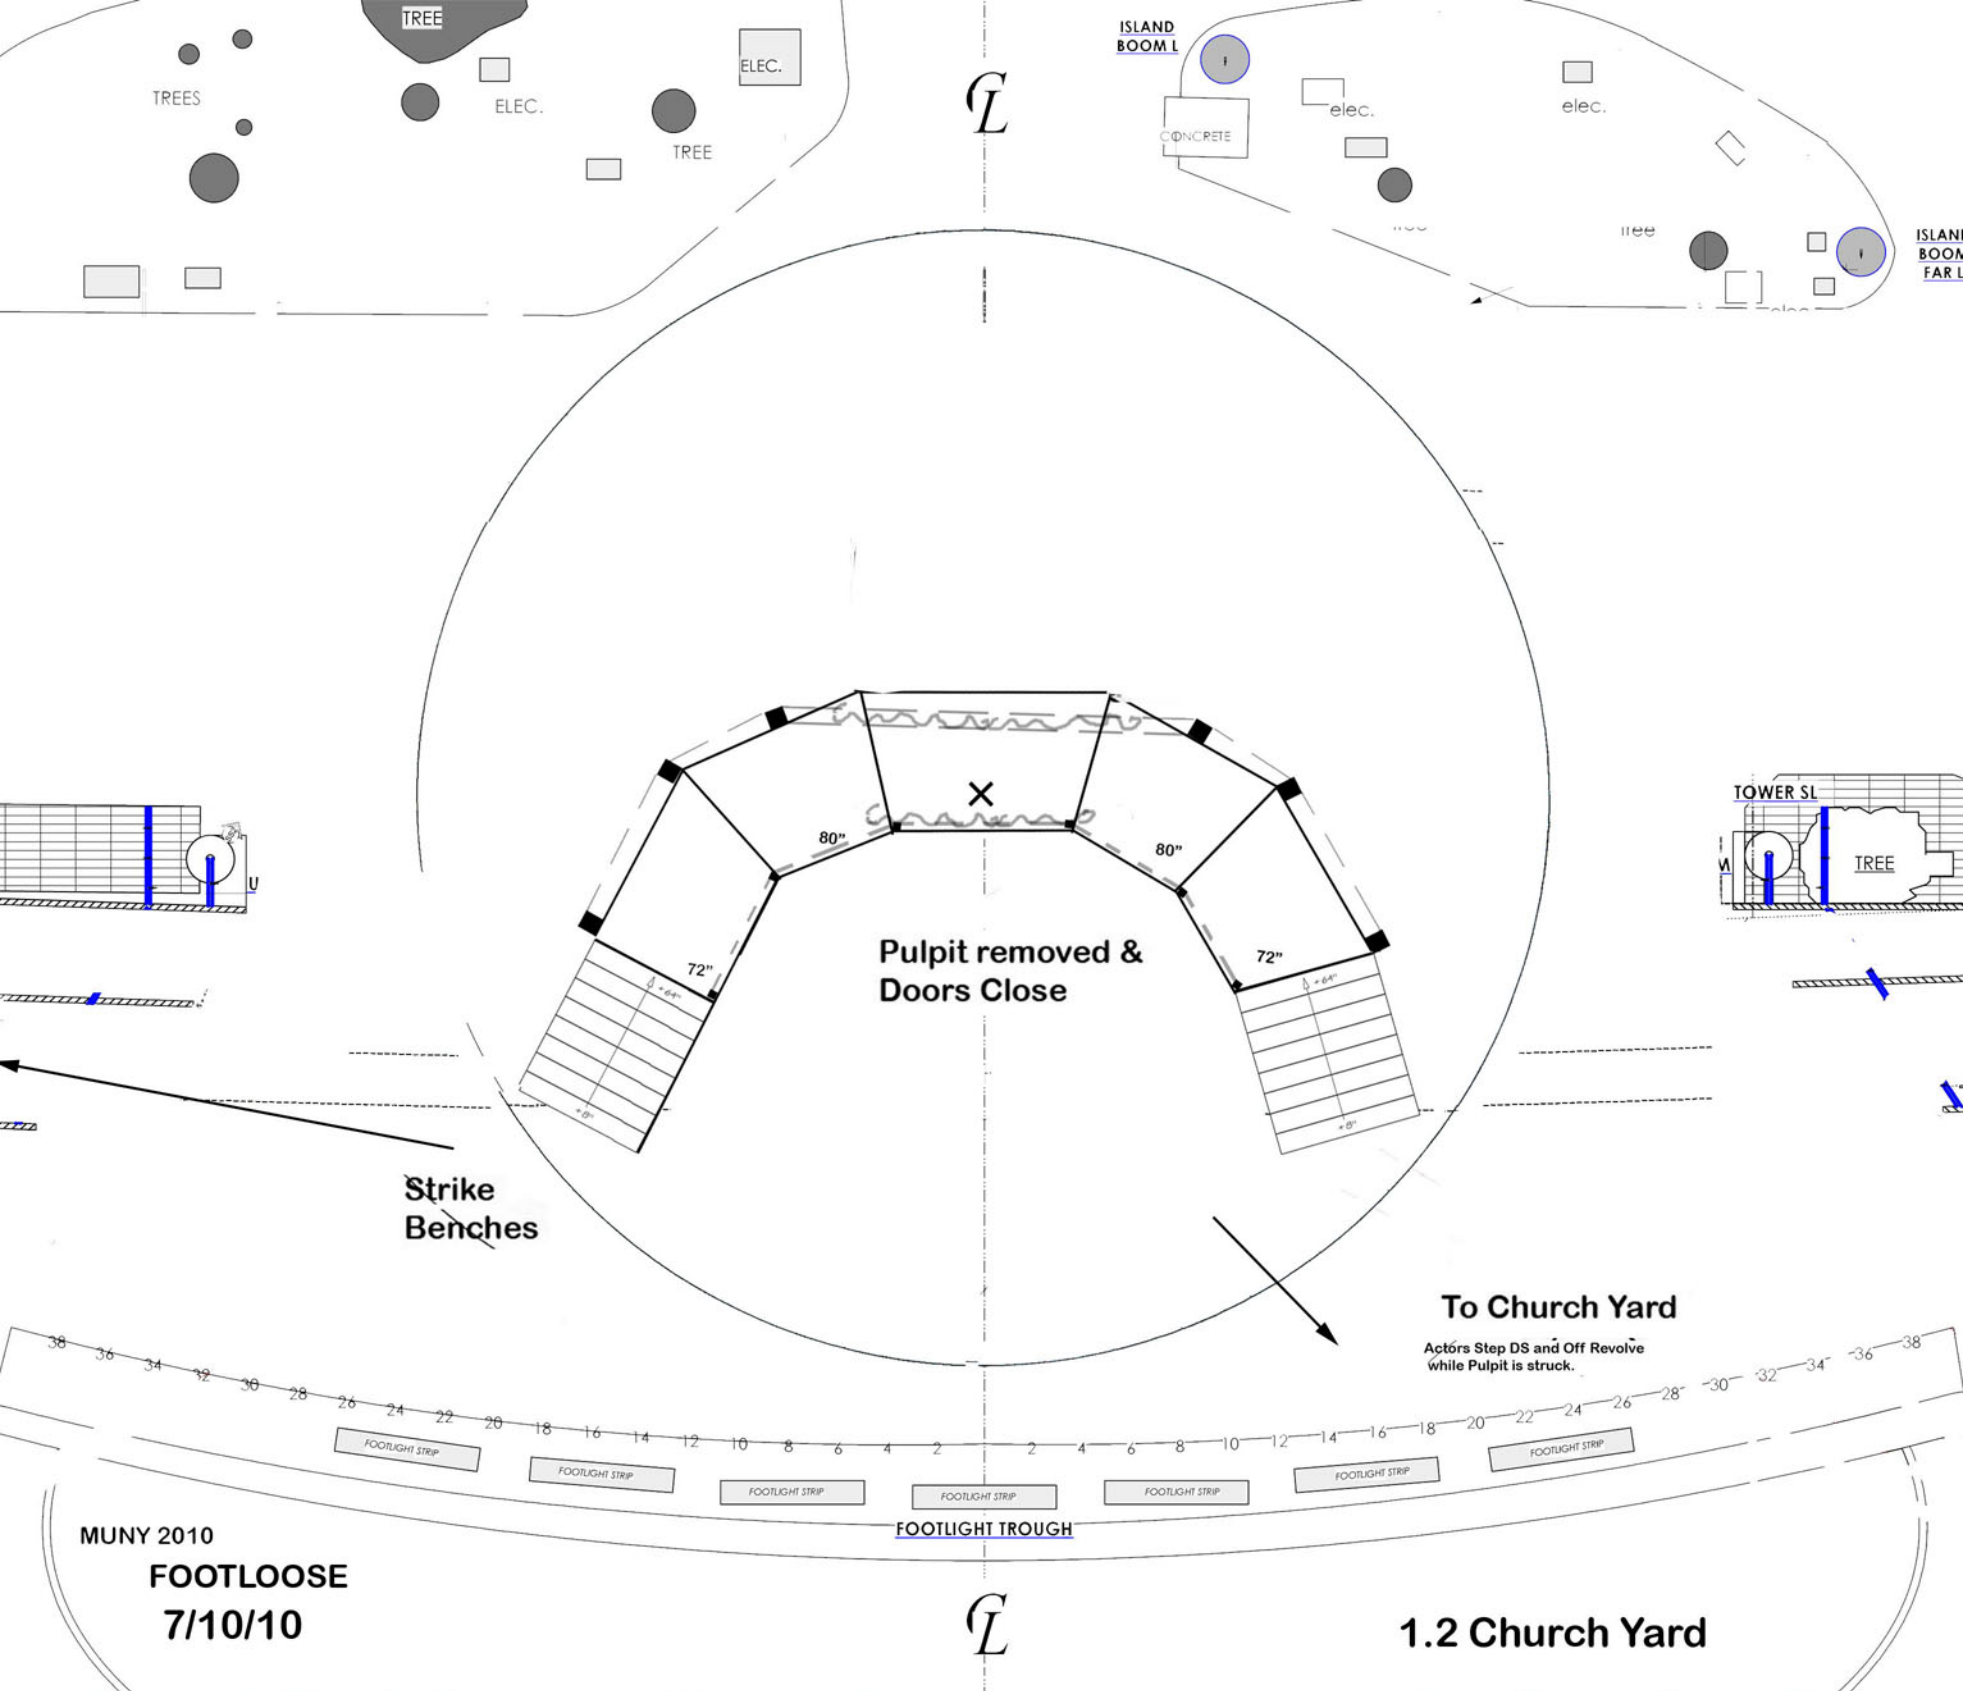 TREE
TREES
ELEC.
ELEC.
TREE
CL
ISLAND
BOOM L
CONCRETE
elec.
elec.
Tree
ISLAND
BOOM
FAR L
80”
80”
72”
72”
+64"
+64"
+8"
+8"
Pulpit removed &
Doors Close
U
TOWER SL
M
TREE
Strike
Benches
To Church Yard
Actors Step DS and Off Revolve
while Pulpit is struck.
38 36 34 32 30 28 26 24 22 20 18 16 14 12 10 8 6 4 2 2 4 6 8 10 12 14 16 18 20 22 24 26 28 30 32 34 36 38
FOOTLIGHT STRIP
FOOTLIGHT STRIP
FOOTLIGHT STRIP
FOOTLIGHT STRIP
FOOTLIGHT STRIP
FOOTLIGHT STRIP
FOOTLIGHT STRIP
FOOTLIGHT TROUGH
MUNY 2010
FOOTLOOSE
7/10/10
CL
1.2 Church Yard